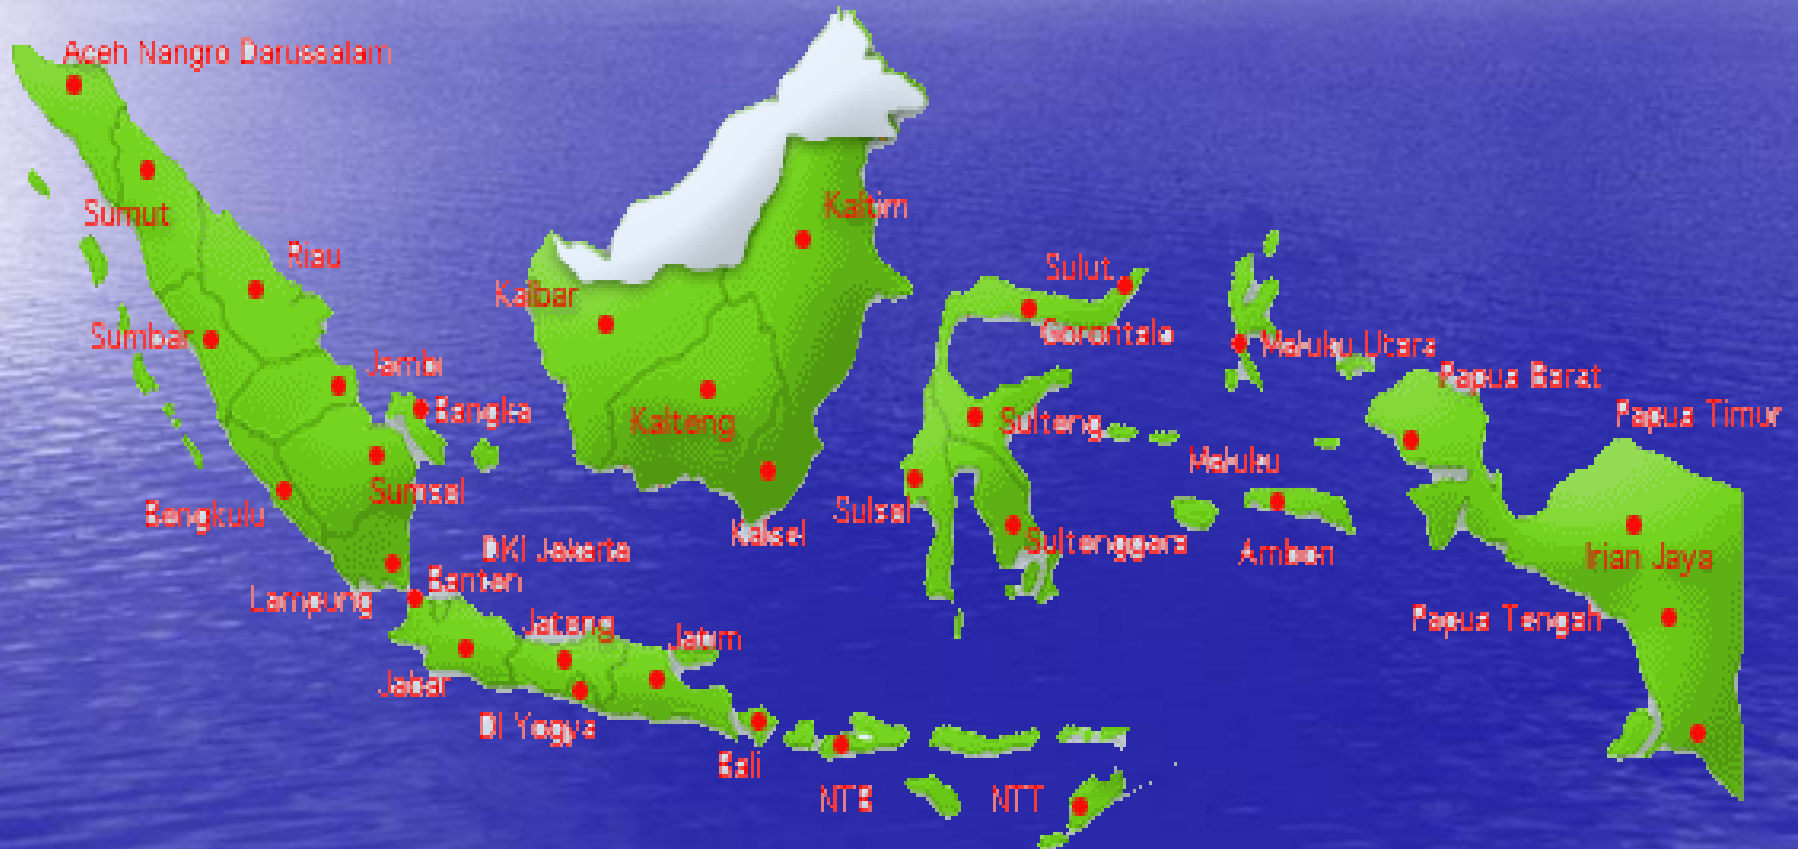 Aceh Nangro Darussalam
Sumut
Riau
Kaltim
Kalbar
Sumbar
Jambi
Bangka
Kalteng
Sulut
Gorontalo
Maluku Utara
Papua Barat
Papua Timur
Sulteng
Maluku
Sumsel
Bengkulu
Sulsel
Kalsel
DKI Jakarta
Sultenggara
Ambon
Irian Jaya
Banten
Lampung
Jateng
Jatim
Papua Tengah
Jabar
DI Yogya
Bali
NTB
NTT